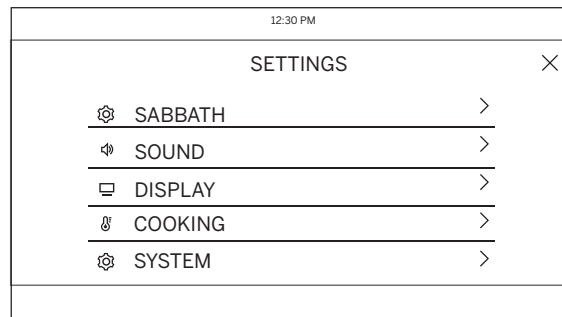 12:30 PM
SETTINGS
SABBATH
SOUND
DISPLAY
COOKING
SYSTEM